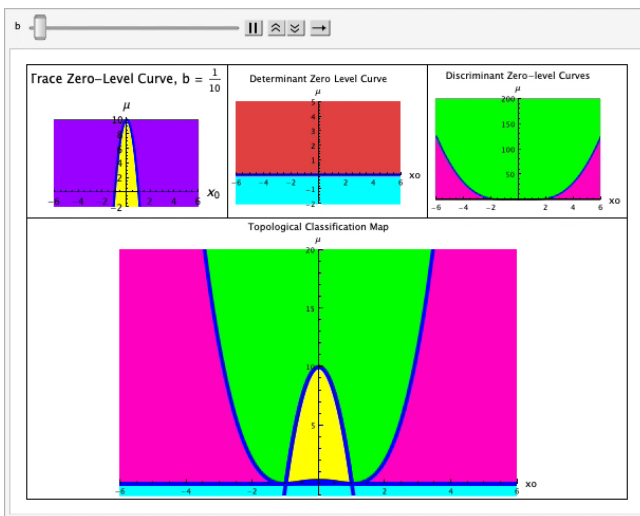 b
Trace Zero-Level Curve, b = 1/10
μ
10
8
6
4
2
-2
-6 -4 -2 2 4 6
x0
Determinant Zero Level Curve
μ
5
4
3
2
1
-1
-2
-6 -4 -2 2 4 6
xo
Discriminant Zero-level Curves
μ
200
150
100
50
-6 -4 -2 2 4 6
xo
Topological Classification Map
μ
20
15
10
5
-6 -4 -2 2 4 6
xo